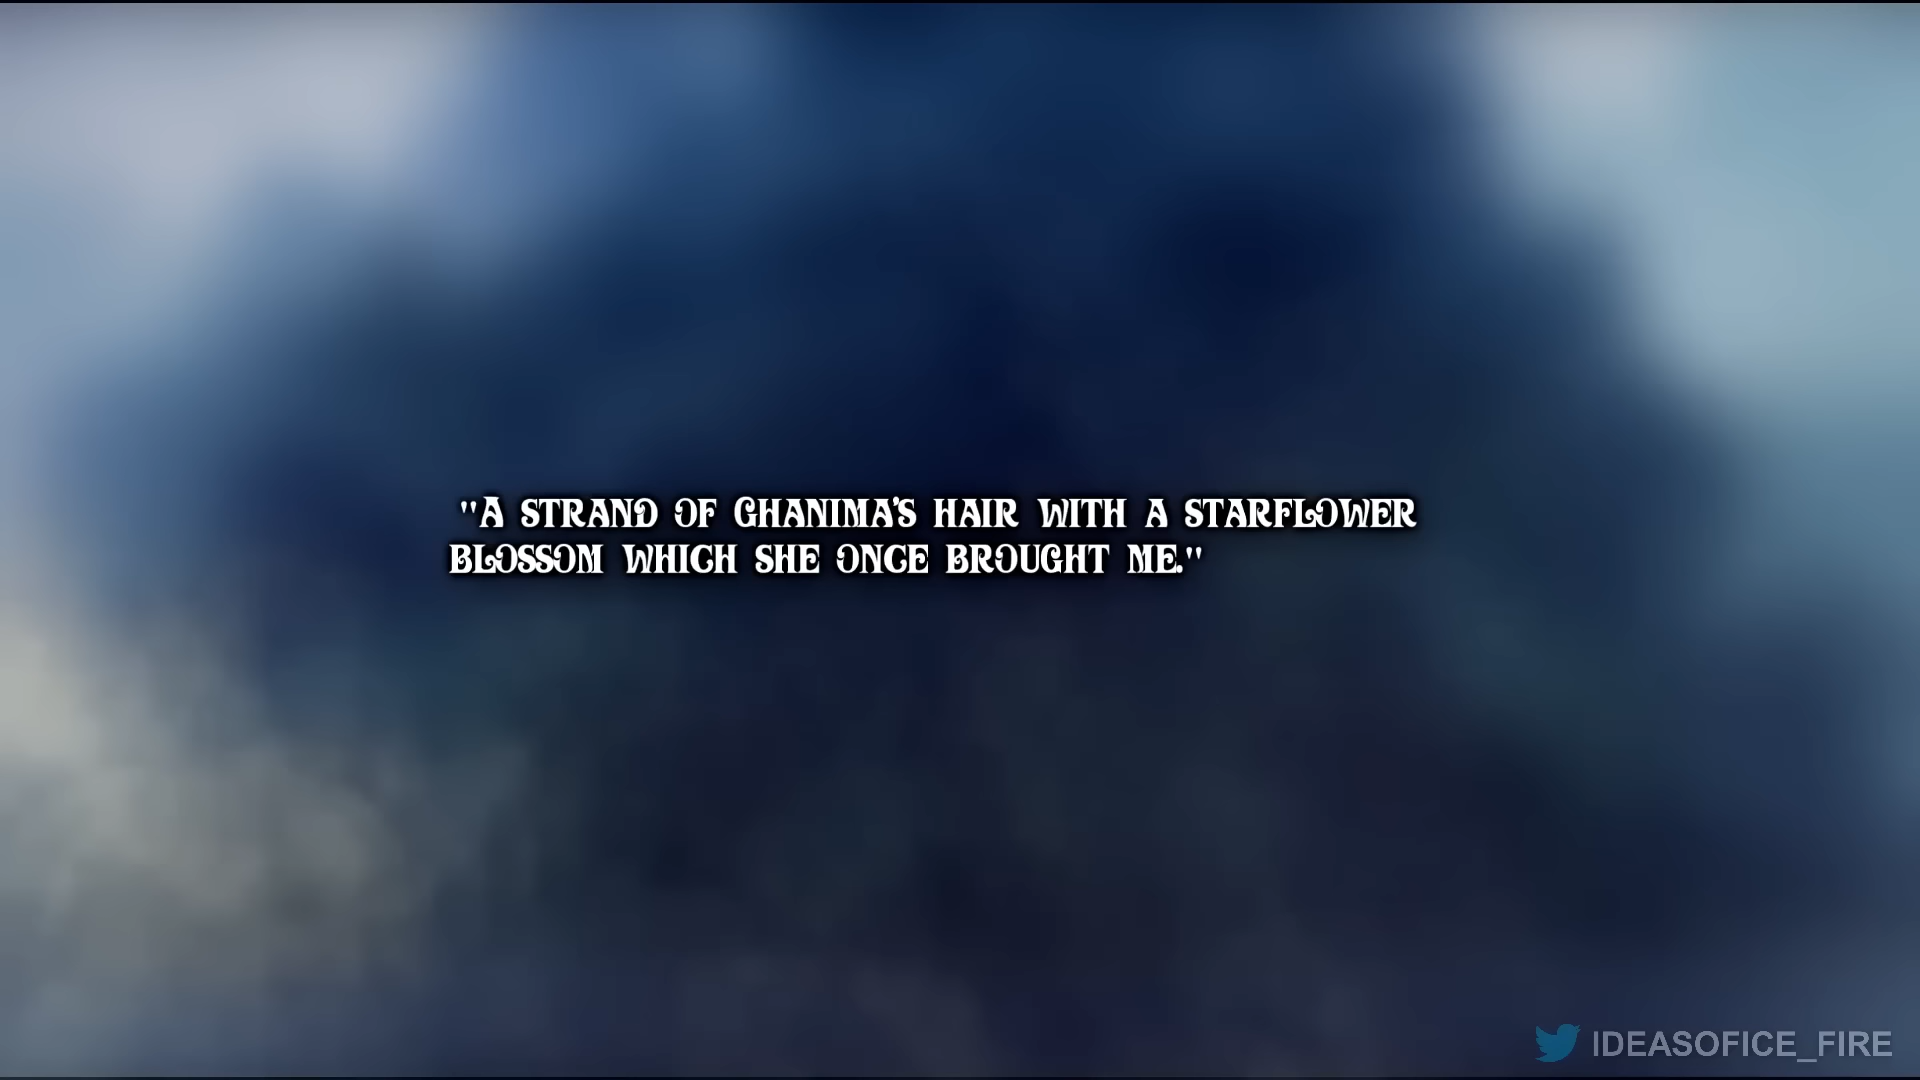 "A STRAND OF GHANIMA'S HAIR WITH A STARFLOWER
BLOSSOM WHICH SHE ONCE BROUGHT ME."
IDEASOFICE_FIRE